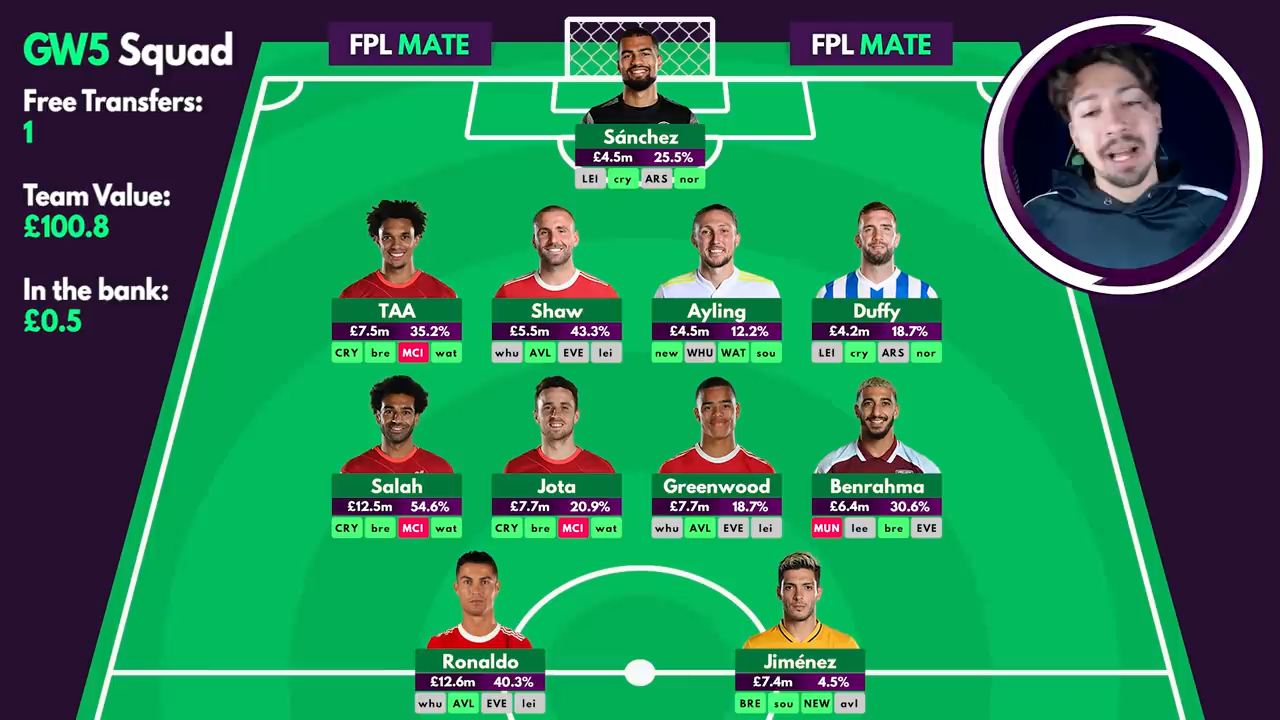 GW5 Squad
Free Transfers:
1
Team Value:
£100.8
In the bank:
£0.5
FPL MATE
FPL MATE
Sánchez
£4.5m 25.5%
LEI cry ARS nor
TAA
£7.5m 35.2%
CRY bre MCI wat
Shaw
£5.5m 43.3%
whu AVL EVE lei
Ayling
£4.5m 12.2%
new WHU WAT sou
Duffy
£4.2m 18.7%
LEI cry ARS nor
Salah
£12.5m 54.6%
CRY bre MCI wat
Jota
£7.7m 20.9%
CRY bre MCI wat
Greenwood
£7.7m 18.7%
whu AVL EVE lei
Benrahma
£6.4m 30.6%
MUN lee bre EVE
Ronaldo
£12.6m 40.3%
whu AVL EVE lei
Jiménez
£7.4m 4.5%
BRE sou NEW avl